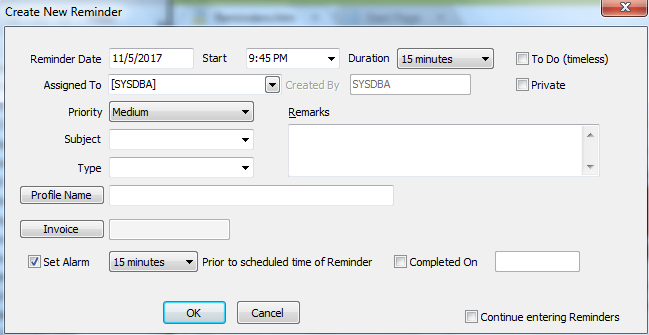 Create New Reminder
Reminder Date 11/5/2017 Start 9:45 PM Duration 15 minutes To Do (timeless)
Assigned To [SYSDBA] Created By SYSDBA Private
Priority Medium Remarks
Subject
Type
Profile Name
Invoice
Set Alarm 15 minutes Prior to scheduled time of Reminder Completed On
OK Cancel Continue entering Reminders